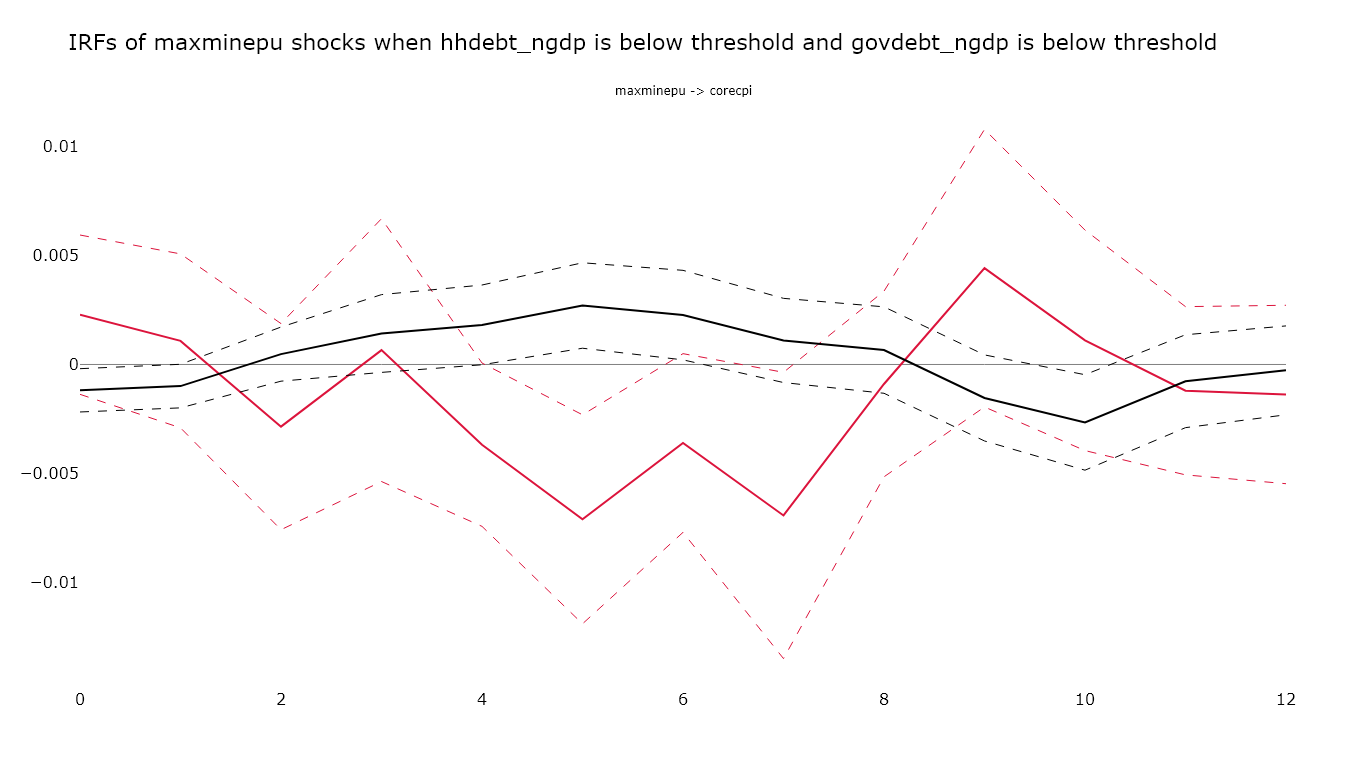 IRFs of maxminepu shocks when hhdebt_ngdp is below threshold and govdebt_ngdp is below threshold
maxminepu -> corecpi
0.01
0.005
0
−0.005
−0.01
0 2 4 6 8 10 12